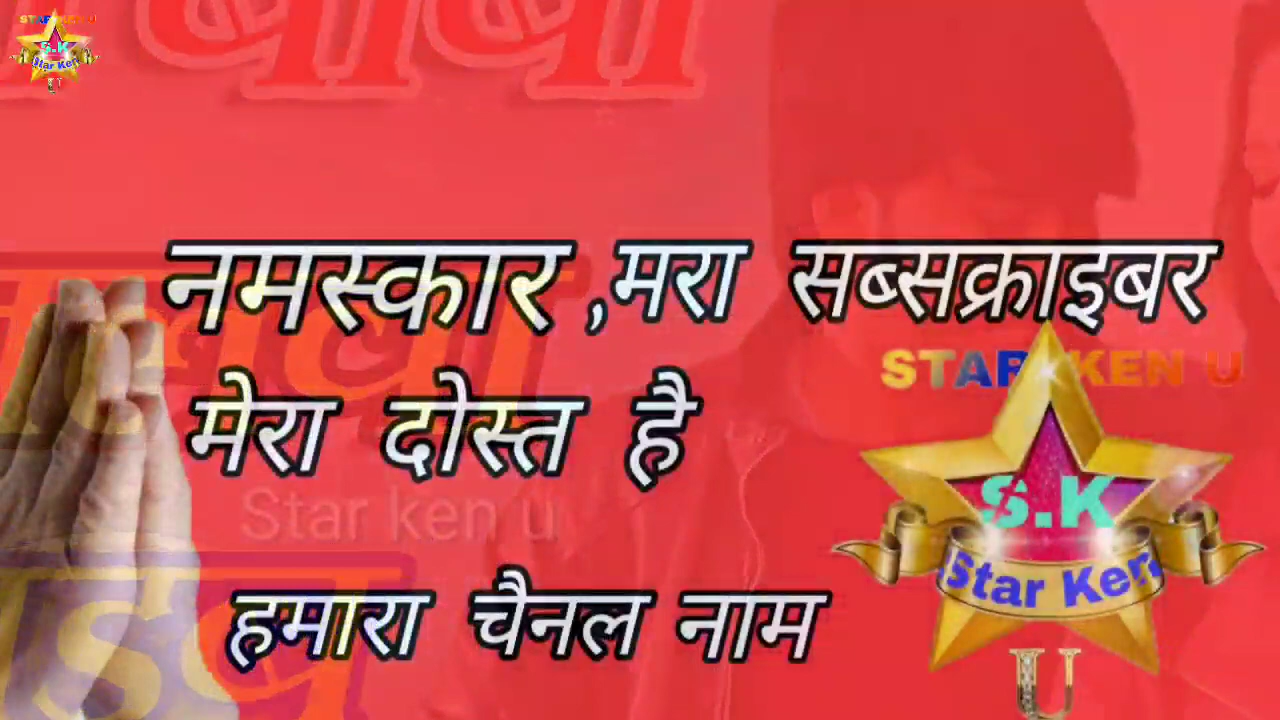 STAR KEN U
S.K
Star Ken
U
नमस्कार ,मरा सब्सक्राइबर
मेरा दोस्त है
STAR KEN U
S.K
Star Ken
U
Star ken u
हमारा चैनल नाम